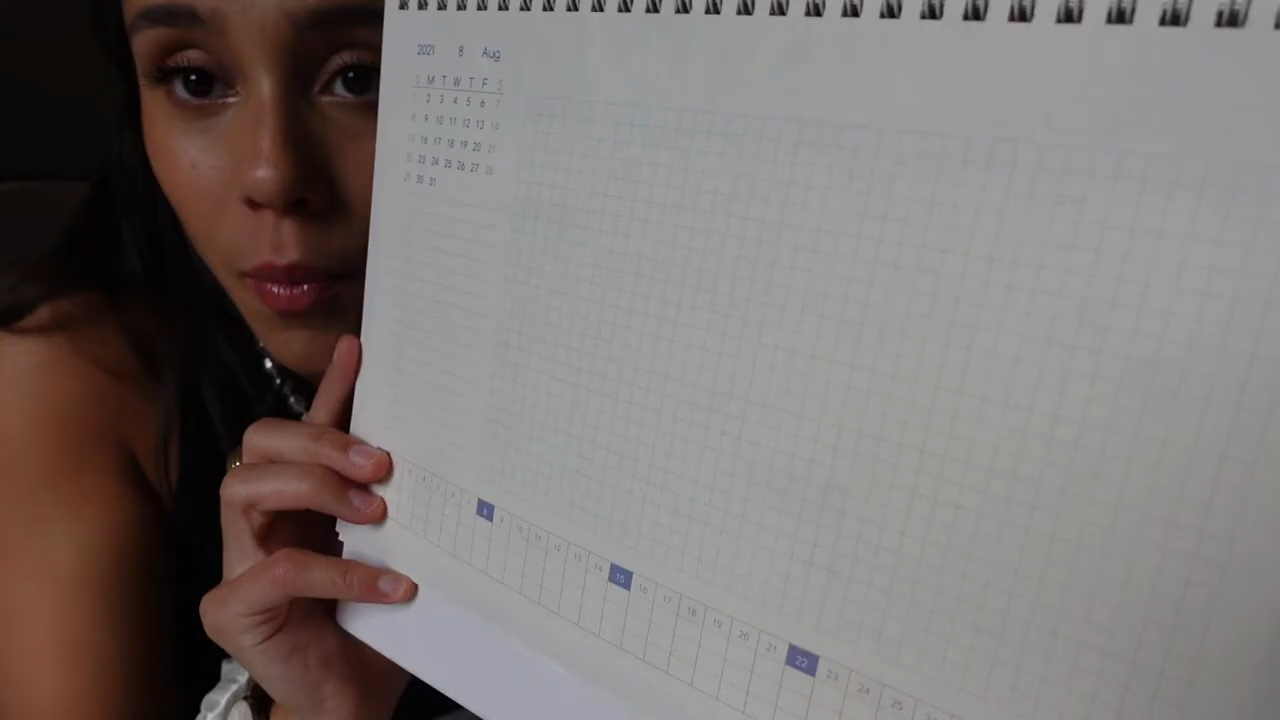 2021 8 Aug
S M T W T F S
1 2 3 4 5 6 7
8 9 10 11 12 13 14
15 16 17 18 19 20 21
22 23 24 25 26 27 28
29 30 31
8 9 10 11 12 13 14 15 16 17 18 19 20 21 22 23 24 25